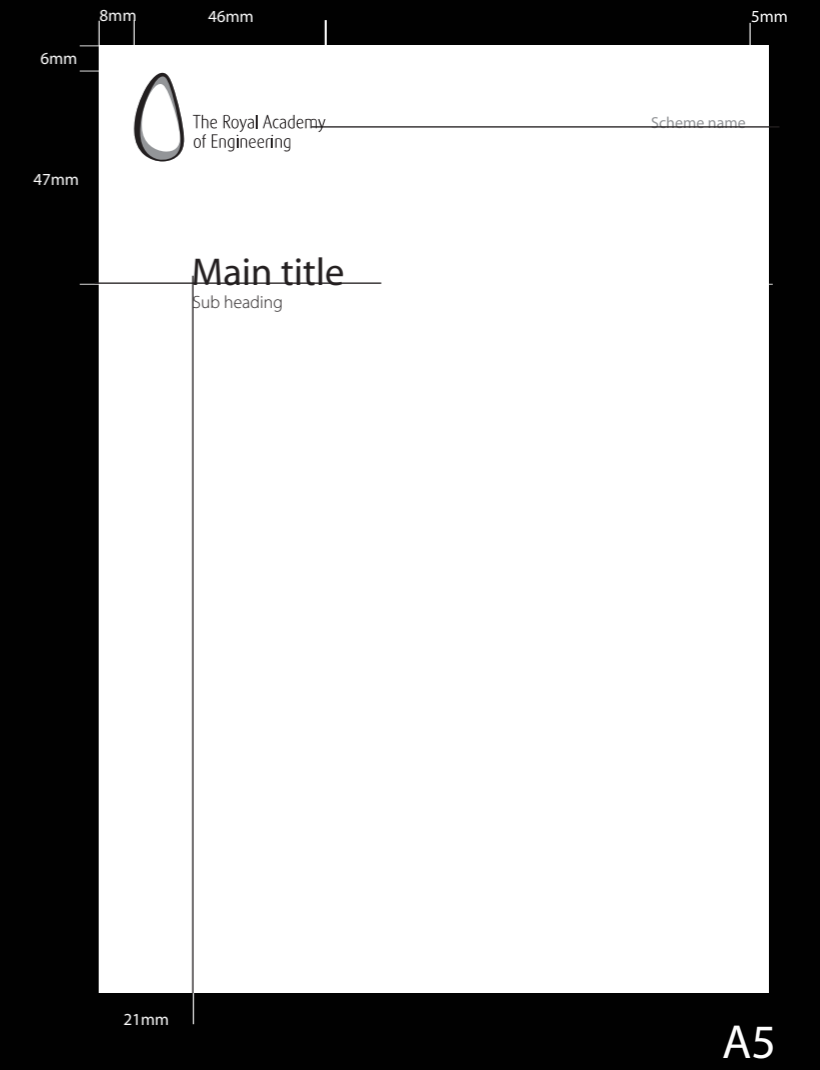 8mm
46mm
5mm
6mm
The Royal Academy
of Engineering
Scheme name
47mm
Main title
Sub heading
21mm
A5